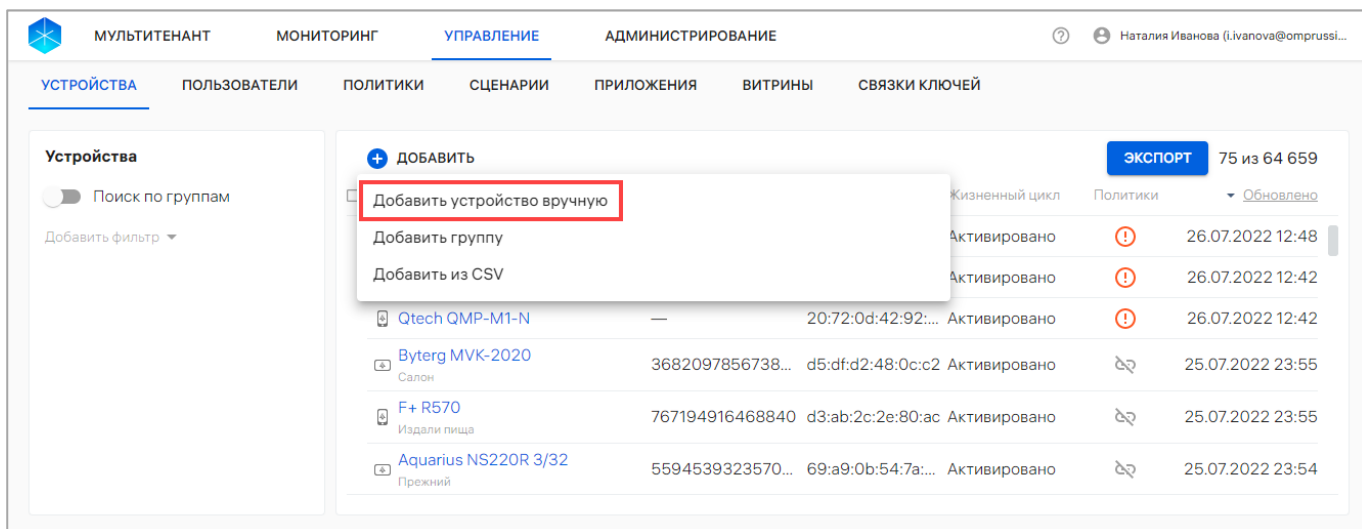 МУЛЬТИТЕНАНТ МОНИТОРИНГ УПРАВЛЕНИЕ АДМИНИСТРИРОВАНИЕ Наталия Иванова (i.ivanova@omprussi...
УСТРОЙСТВА ПОЛЬЗОВАТЕЛИ ПОЛИТИКИ СЦЕНАРИИ ПРИЛОЖЕНИЯ ВИТРИНЫ СВЯЗКИ КЛЮЧЕЙ
Устройства
Поиск по группам
Добавить фильтр
ДОБАВИТЬ ЭКСПОРТ 75 из 64 659
Добавить устройство вручную
Добавить группу
Добавить из CSV
Жизненный цикл Политики Обновлено
Активировано 26.07.2022 12:48
Активировано 26.07.2022 12:42
Qtech QMP-M1-N — 20:72:0d:42:92:... Активировано 26.07.2022 12:42
Byterg MVK-2020 3682097856738... d5:df:d2:48:0c:c2 Активировано 25.07.2022 23:55
Салон
F+ R570 767194916468840 d3:ab:2c:2e:80:ac Активировано 25.07.2022 23:55
Издали пища
Aquarius NS220R 3/32 5594539323570... 69:a9:0b:54:7a:... Активировано 25.07.2022 23:54
Прежний